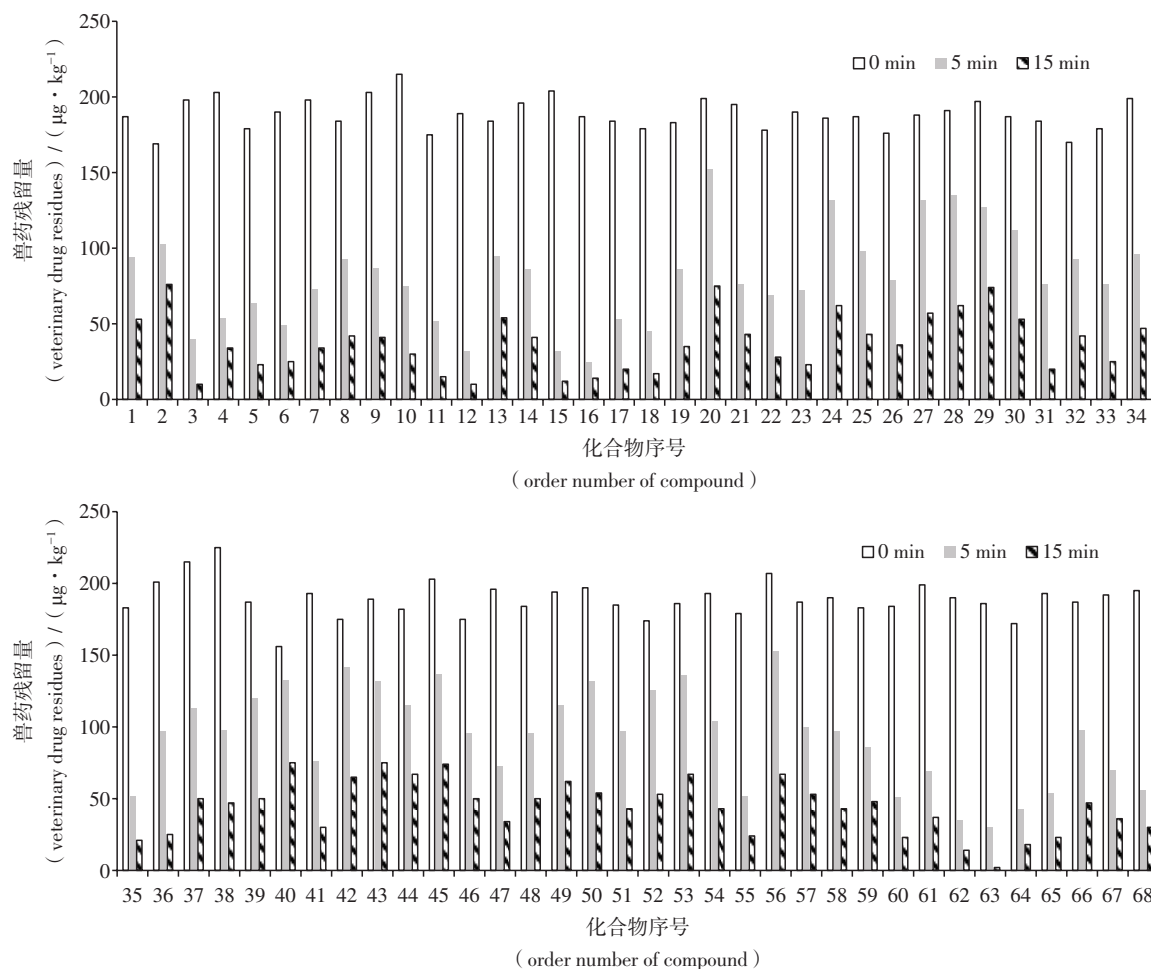 250
200
150
100
50
0
兽药残留量
( veterinary drug residues ) / ( μg·kg⁻¹ )
0 min 5 min 15 min
1 2 3 4 5 6 7 8 9 10 11 12 13 14 15 16 17 18 19 20 21 22 23 24 25 26 27 28 29 30 31 32 33 34
化合物序号
( order number of compound )
250
200
150
100
50
0
兽药残留量
( veterinary drug residues ) / ( μg·kg⁻¹ )
0 min 5 min 15 min
35 36 37 38 39 40 41 42 43 44 45 46 47 48 49 50 51 52 53 54 55 56 57 58 59 60 61 62 63 64 65 66 67 68
化合物序号
( order number of compound )